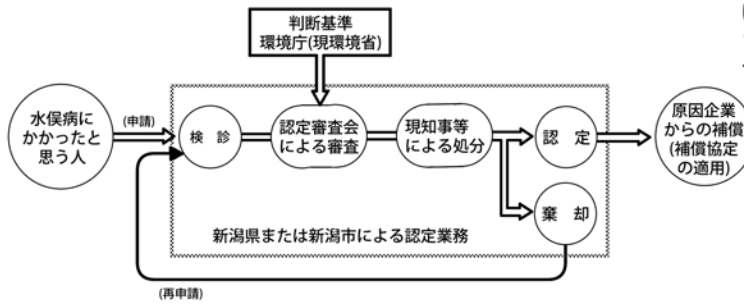 判断基準
環境庁(現環境省)
水俣病に
かかったと
思う人
(申請)
検 診
認定審査会
による審査
現知事等
による処分
認 定
原因企業
からの補償
(補償協定
の適用)
棄 却
新潟県または新潟市による認定業務
(再申請)